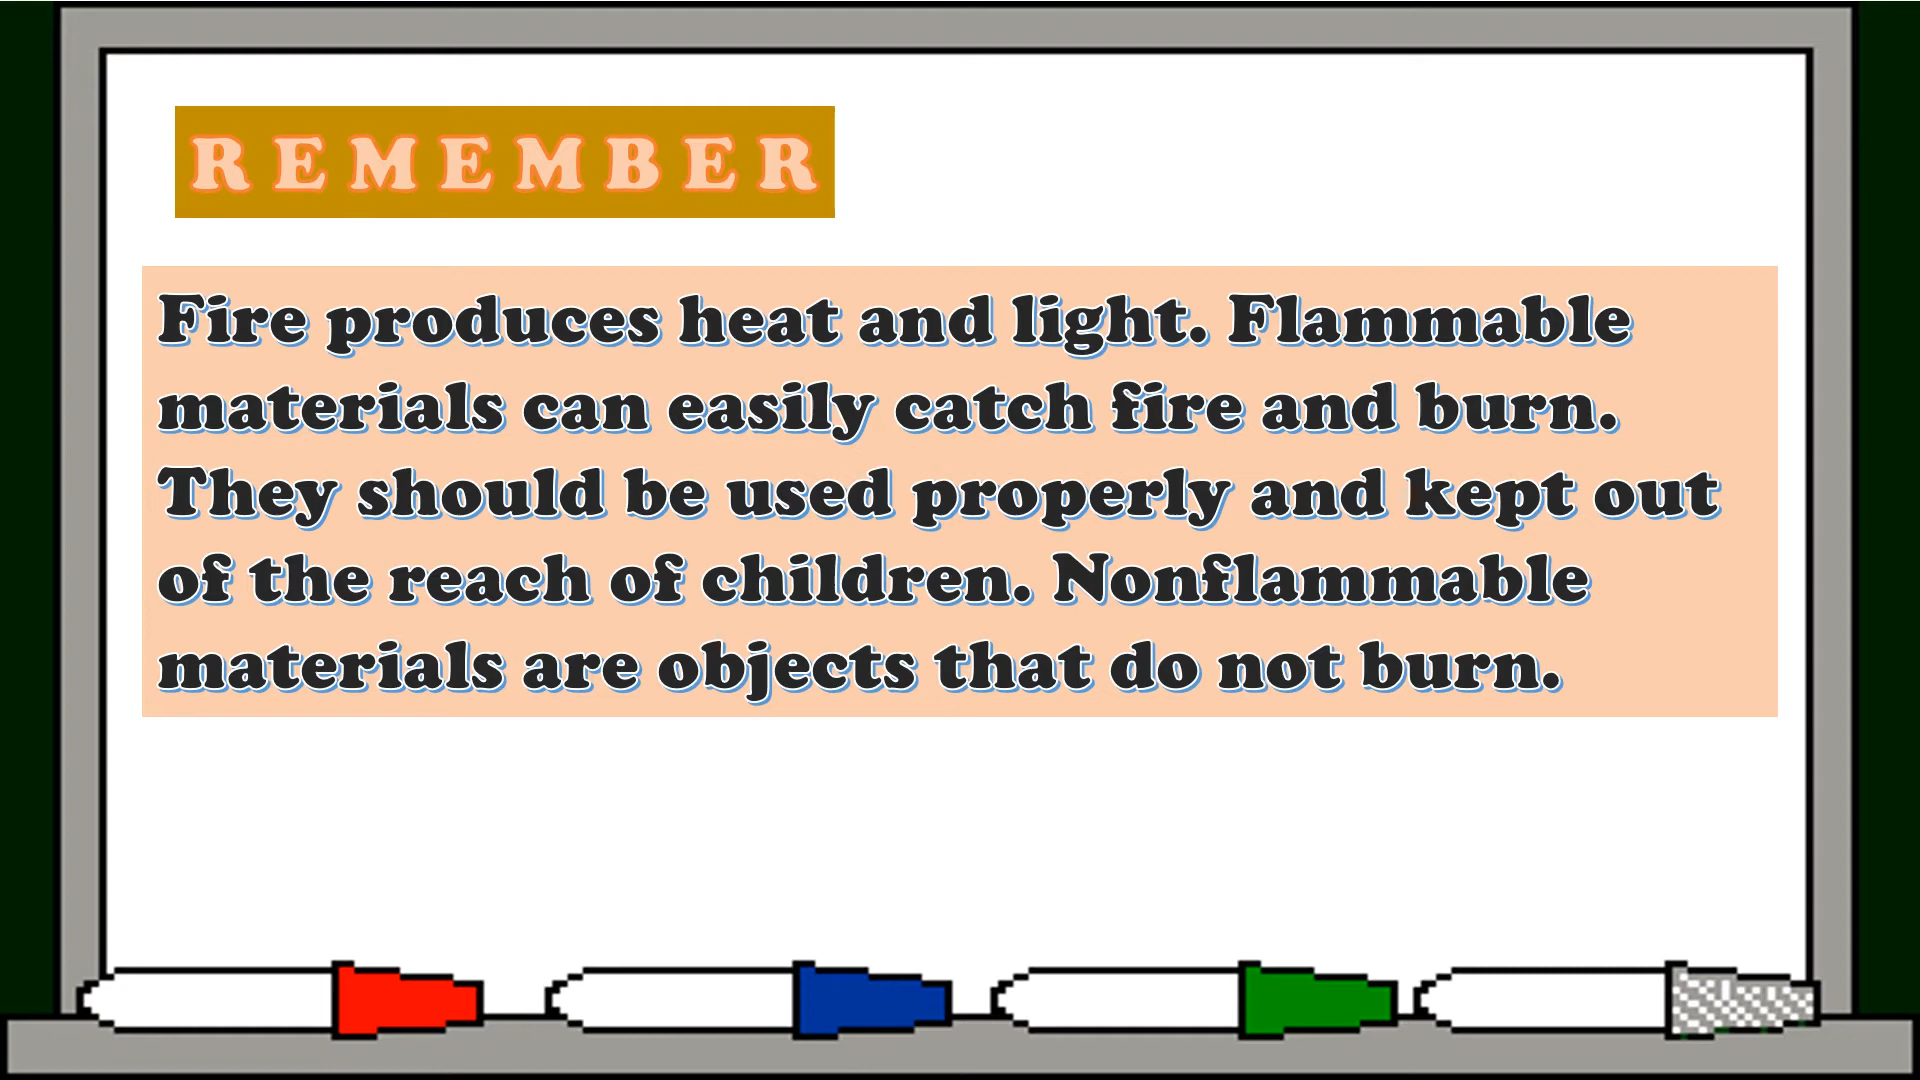 REMEMBER
Fire produces heat and light. Flammable
materials can easily catch fire and burn.
They should be used properly and kept out
of the reach of children. Nonflammable
materials are objects that do not burn.